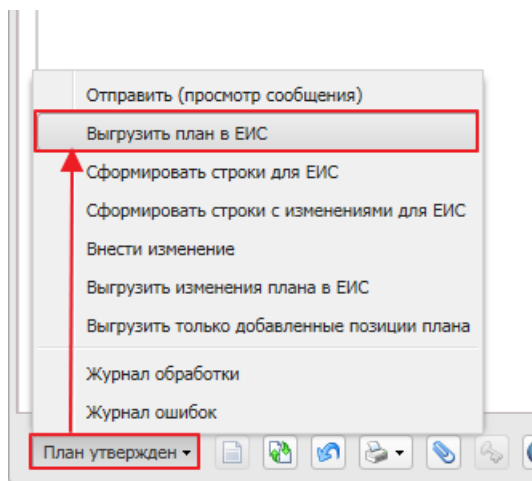 Отправить (просмотр сообщения)
Выгрузить план в ЕИС
Сформировать строки для ЕИС
Сформировать строки с изменениями для ЕИС
Внести изменение
Выгрузить изменения плана в ЕИС
Выгрузить только добавленные позиции плана
Журнал обработки
Журнал ошибок
План утвержден